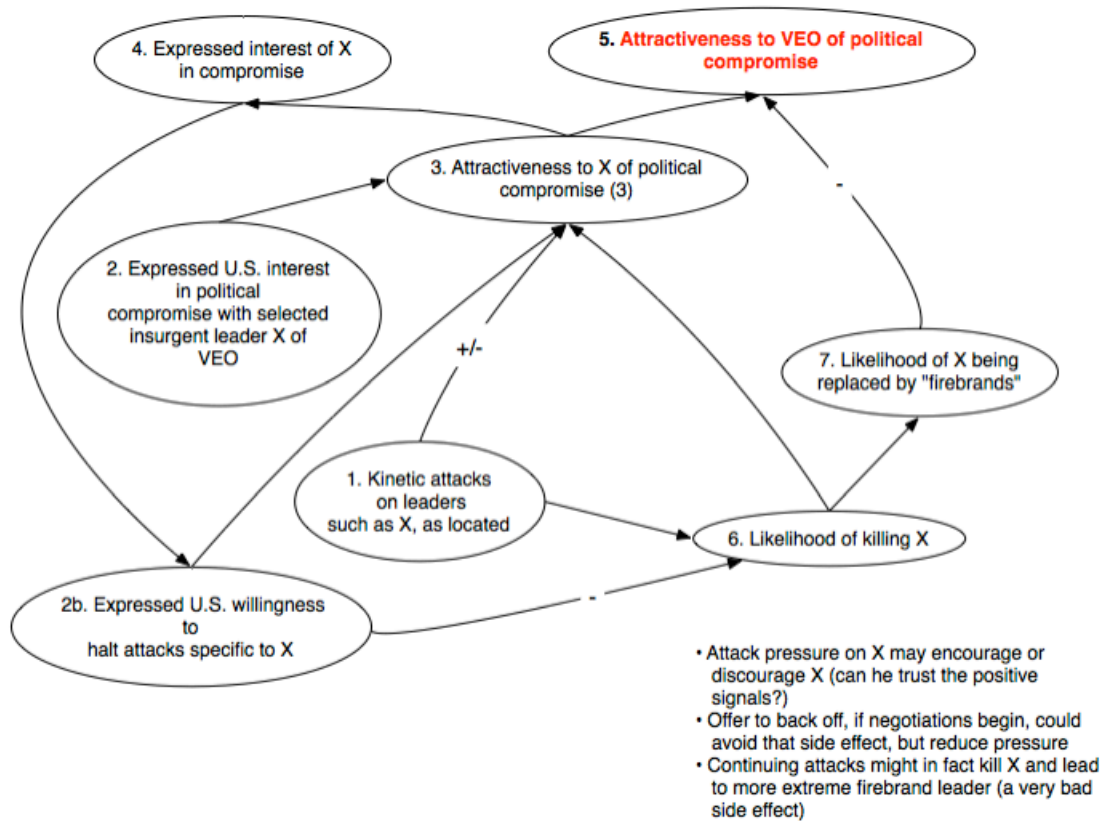 4. Expressed interest of X
in compromise
5. Attractiveness to VEO of political
compromise
3. Attractiveness to X of political
compromise (3)
-
2. Expressed U.S. interest
in political
compromise with selected
insurgent leader X of
VEO
+/-
7. Likelihood of X being
replaced by "firebrands"
1. Kinetic attacks
on leaders
such as X, as located
6. Likelihood of killing X
2b. Expressed U.S. willingness
to
halt attacks specific to X
-
• Attack pressure on X may encourage or
discourage X (can he trust the positive
signals?)
• Offer to back off, if negotiations begin, could
avoid that side effect, but reduce pressure
• Continuing attacks might in fact kill X and lead
to more extreme firebrand leader (a very bad
side effect)